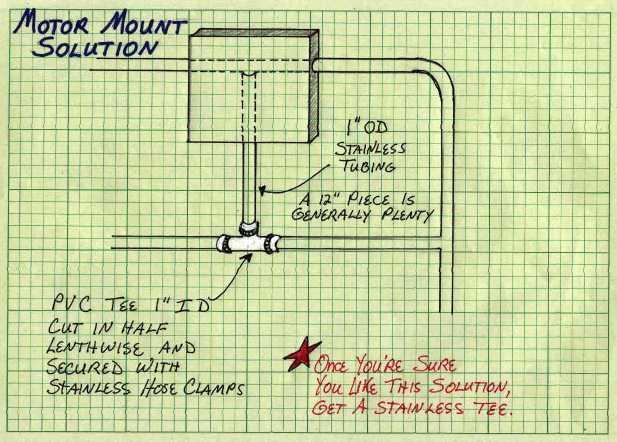 MOTOR MOUNT
SOLUTION
1" OD
STAINLESS
TUBING
A 12" PIECE IS
GENERALLY PLENTY
PVC TEE 1" ID
CUT IN HALF
LENTHWISE AND
SECURED WITH
STAINLESS HOSE CLAMPS
ONCE YOU'RE SURE
YOU LIKE THIS SOLUTION,
GET A STAINLESS TEE.